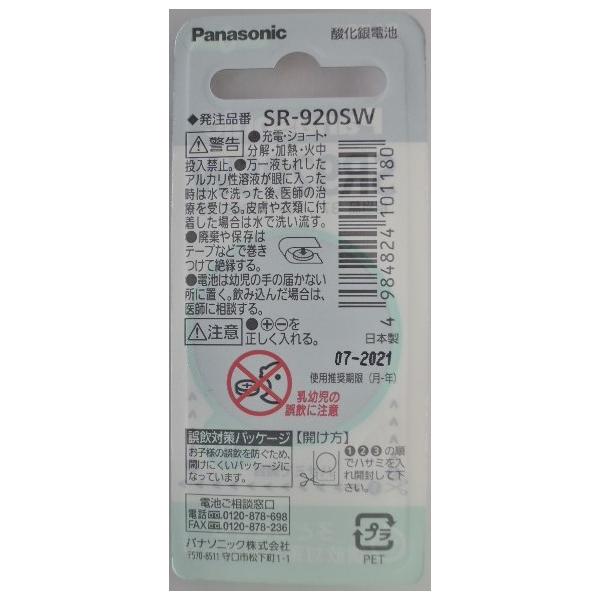 Panasonic
酸化銀電池
◆発注品番 SR-920SW
⚠警告 ●充電・ショート・
分解・加熱・火中
投入禁止。●万一液もれした
アルカリ性溶液が眼に入った
時は水で洗った後、医師の治
療を受ける。皮膚や衣類に付
着した場合は水で洗い流す。
●廃棄や保存は
テープなどで巻き
つけて絶縁する。
●電池は幼児の手の届かない
所に置く。飲み込んだ場合は、
医師に相談する。
⚠注意 ●⊕⊖を
正しく入れる。
4 984824 101180
日本製
07-2021
使用推奨期限 (月-年)
乳幼児の
誤飲に注意
誤飲対策パッケージ
お子様の誤飲を防ぐため、
開けにくいパッケージに
なっています。
【開け方】
❶❷❸の順
でハサミを入
れ開封して下
さい。
電池ご相談窓口
電話 0120-878-698
FAX 0120-878-236
パナソニック株式会社
〒570-8511 守口市松下町1-1
プラ
PET